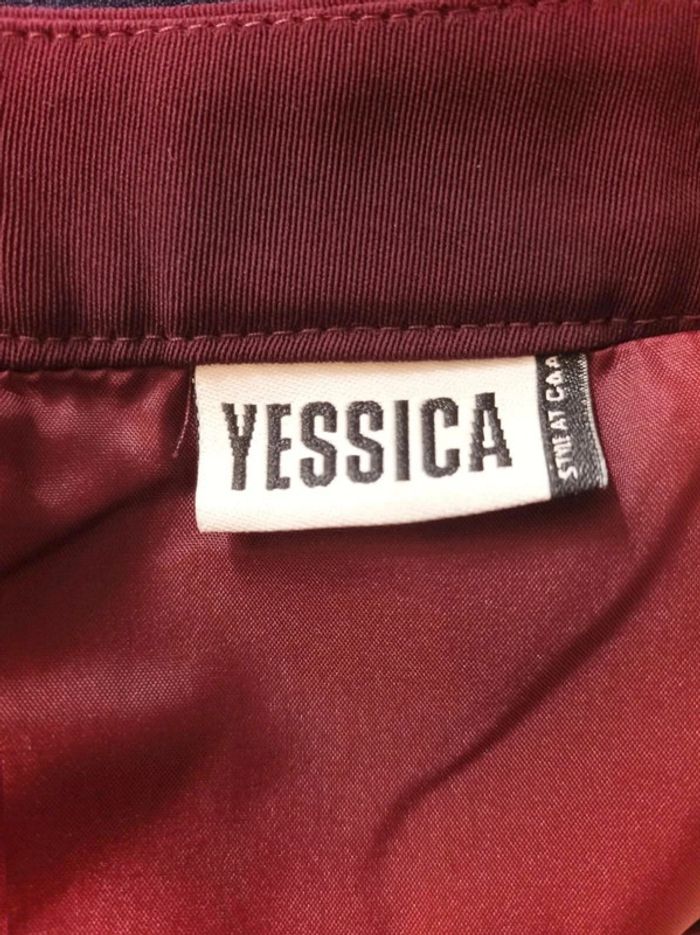 YESSICA
STYLE AT C&A